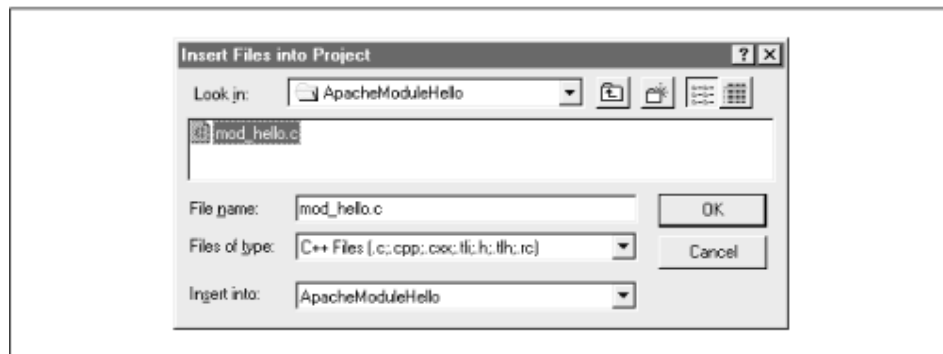 Insert Files into Project
Look in: ApacheModuleHello
mod_hello.c
File name: mod_hello.c OK
Files of type: C++ Files (.c;.cpp;.cxx;.tli;.h;.tlh;.rc) Cancel
Insert into: ApacheModuleHello